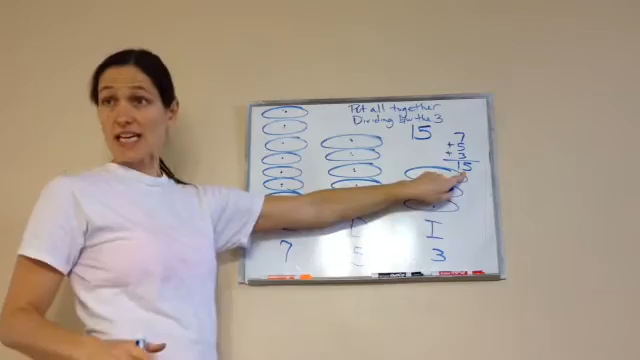 Put all together
Dividing by the 3
15
7
+ 5
+ 3
15
I
7
5
3